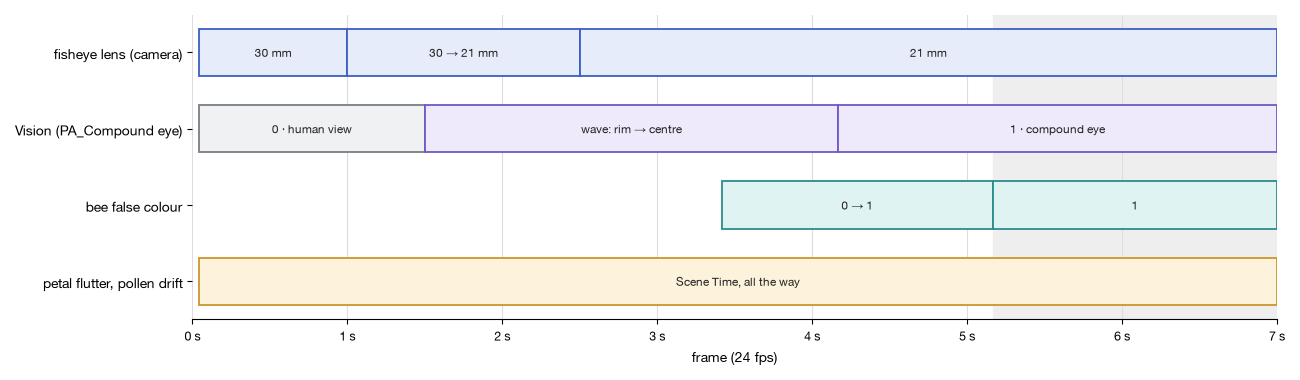 fisheye lens (camera)
30 mm
30 → 21 mm
21 mm
Vision (PA_Compound eye)
0 · human view
wave: rim → centre
1 · compound eye
bee false colour
0 → 1
1
petal flutter, pollen drift
Scene Time, all the way
0 s
1 s
2 s
3 s
4 s
5 s
6 s
7 s
frame (24 fps)